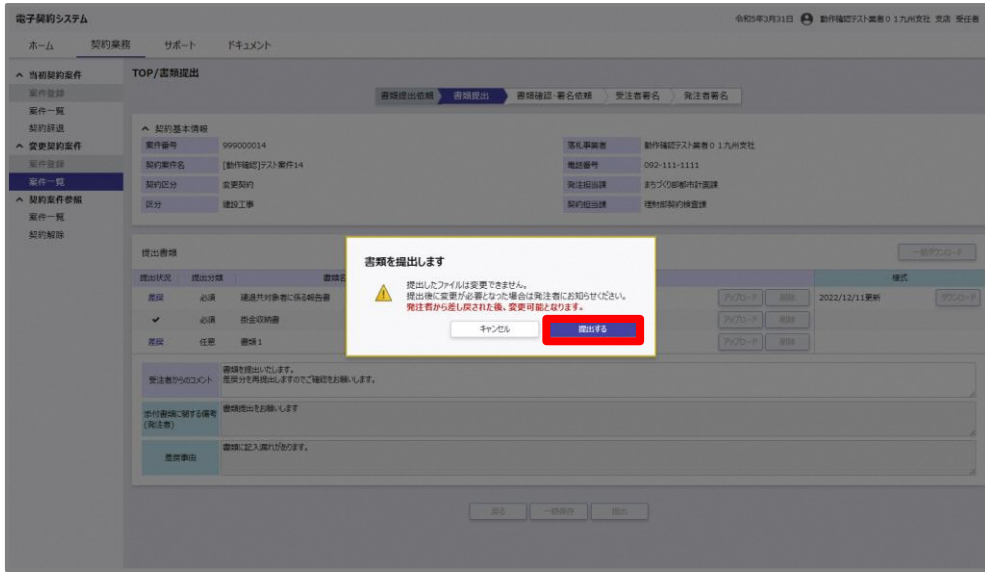 電子契約システム
令和5年3月31日 動作確認テスト業者01九州支社 支店 受任者
ホーム 契約業務 サポート ドキュメント
当初契約案件
案件登録
案件一覧
契約辞退
変更契約案件
案件登録
案件一覧
契約案件参照
案件一覧
契約解除
TOP/書類提出
書類提出依頼 書類提出 書類確認・署名依頼 受注者署名 発注者署名
契約基本情報
案件番号 999000014 落札事業者 動作確認テスト業者01九州支社
契約案件名 [動作確認]テスト案件14 電話番号 092-111-1111
契約区分 変更契約 発注担当課 まちづくり部都市計画課
区分 建設工事 契約担当課 理財部契約検査課
提出書類 一括ダウンロード
提出状況 提出分類 書類名 様式
差戻 必須 建退共対象者に係る報告書 アップロード 削除 2022/12/11更新 ダウンロード
✔ 必須 掛金収納書 アップロード 削除
差戻 任意 書類1 アップロード 削除
書類を提出します
提出したファイルは変更できません。
提出後に変更が必要となった場合は発注者にお知らせください。
発注者から差し戻された後、変更可能となります。
キャンセル 提出する
受注者からのコメント 書類を提出いたします。
差戻分を再提出しますのでご確認をお願いします。
添付書類に関する備考 書類提出をお願いします
(発注者)
差戻事由 書類に記入漏れがあります。
戻る 一時保存 提出